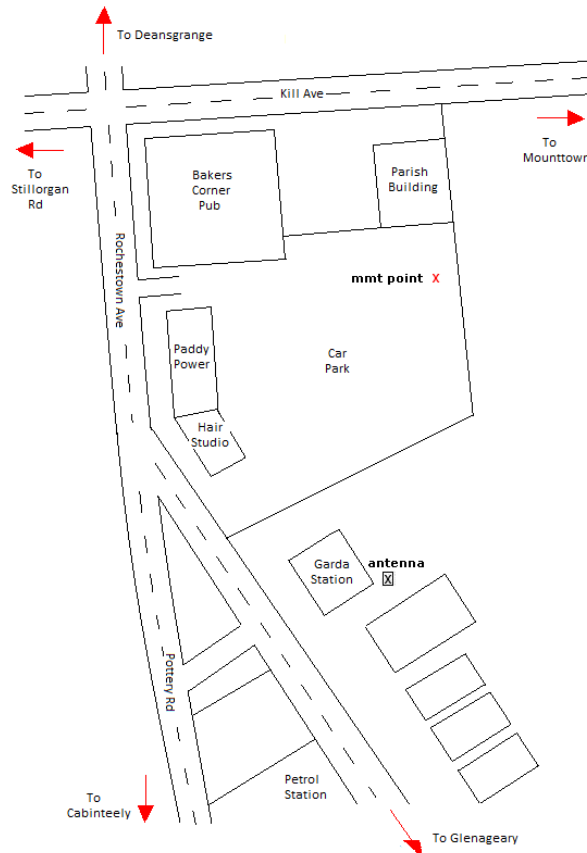 To Deansgrange
Kill Ave
To
Mounttown
To
Stillorgan
Rd
Bakers
Corner
Pub
Parish
Building
Rochestown Ave
mmt point X
Paddy
Power
Car
Park
Hair
Studio
Garda
Station
antenna
X
Pottery Rd
Petrol
Station
To
Cabinteely
To Glenageary